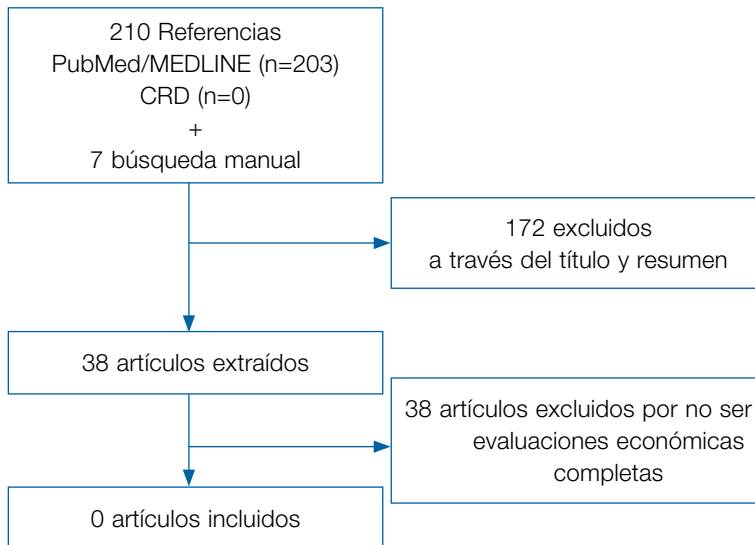 210 Referencias
PubMed/MEDLINE (n=203)
CRD (n=0)
+
7 búsqueda manual
172 excluidos
a través del título y resumen
38 artículos extraídos
38 artículos excluidos por no ser
evaluaciones económicas
completas
0 artículos incluidos